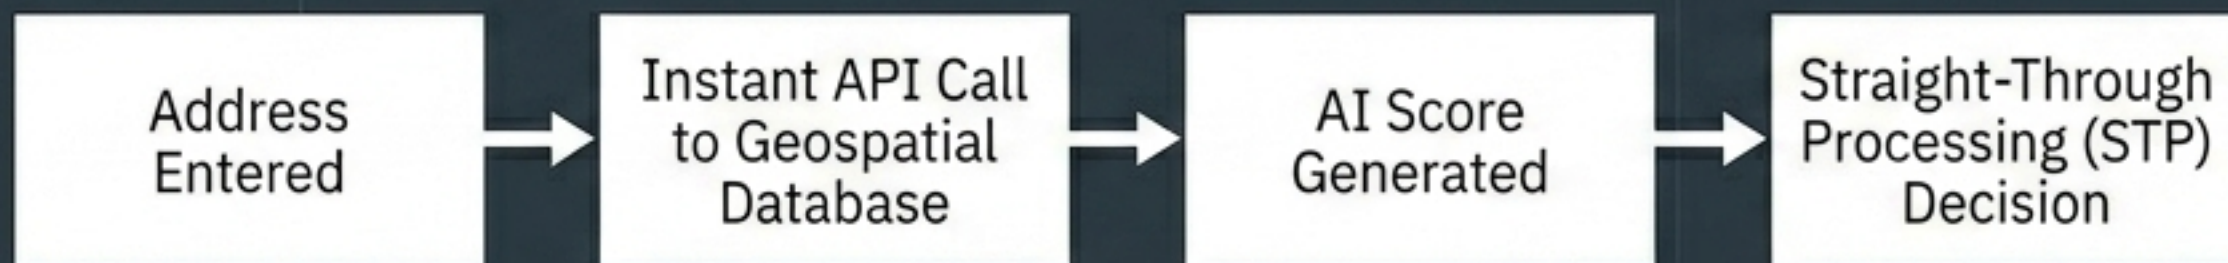 Address
Entered
Instant API Call
to Geospatial
Database
AI Score
Generated
Straight-Through
Processing (STP)
Decision